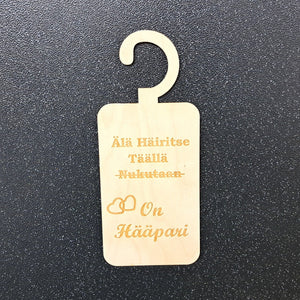 Älä Häiritse
Täällä
Nukutaan
On
Hääpari